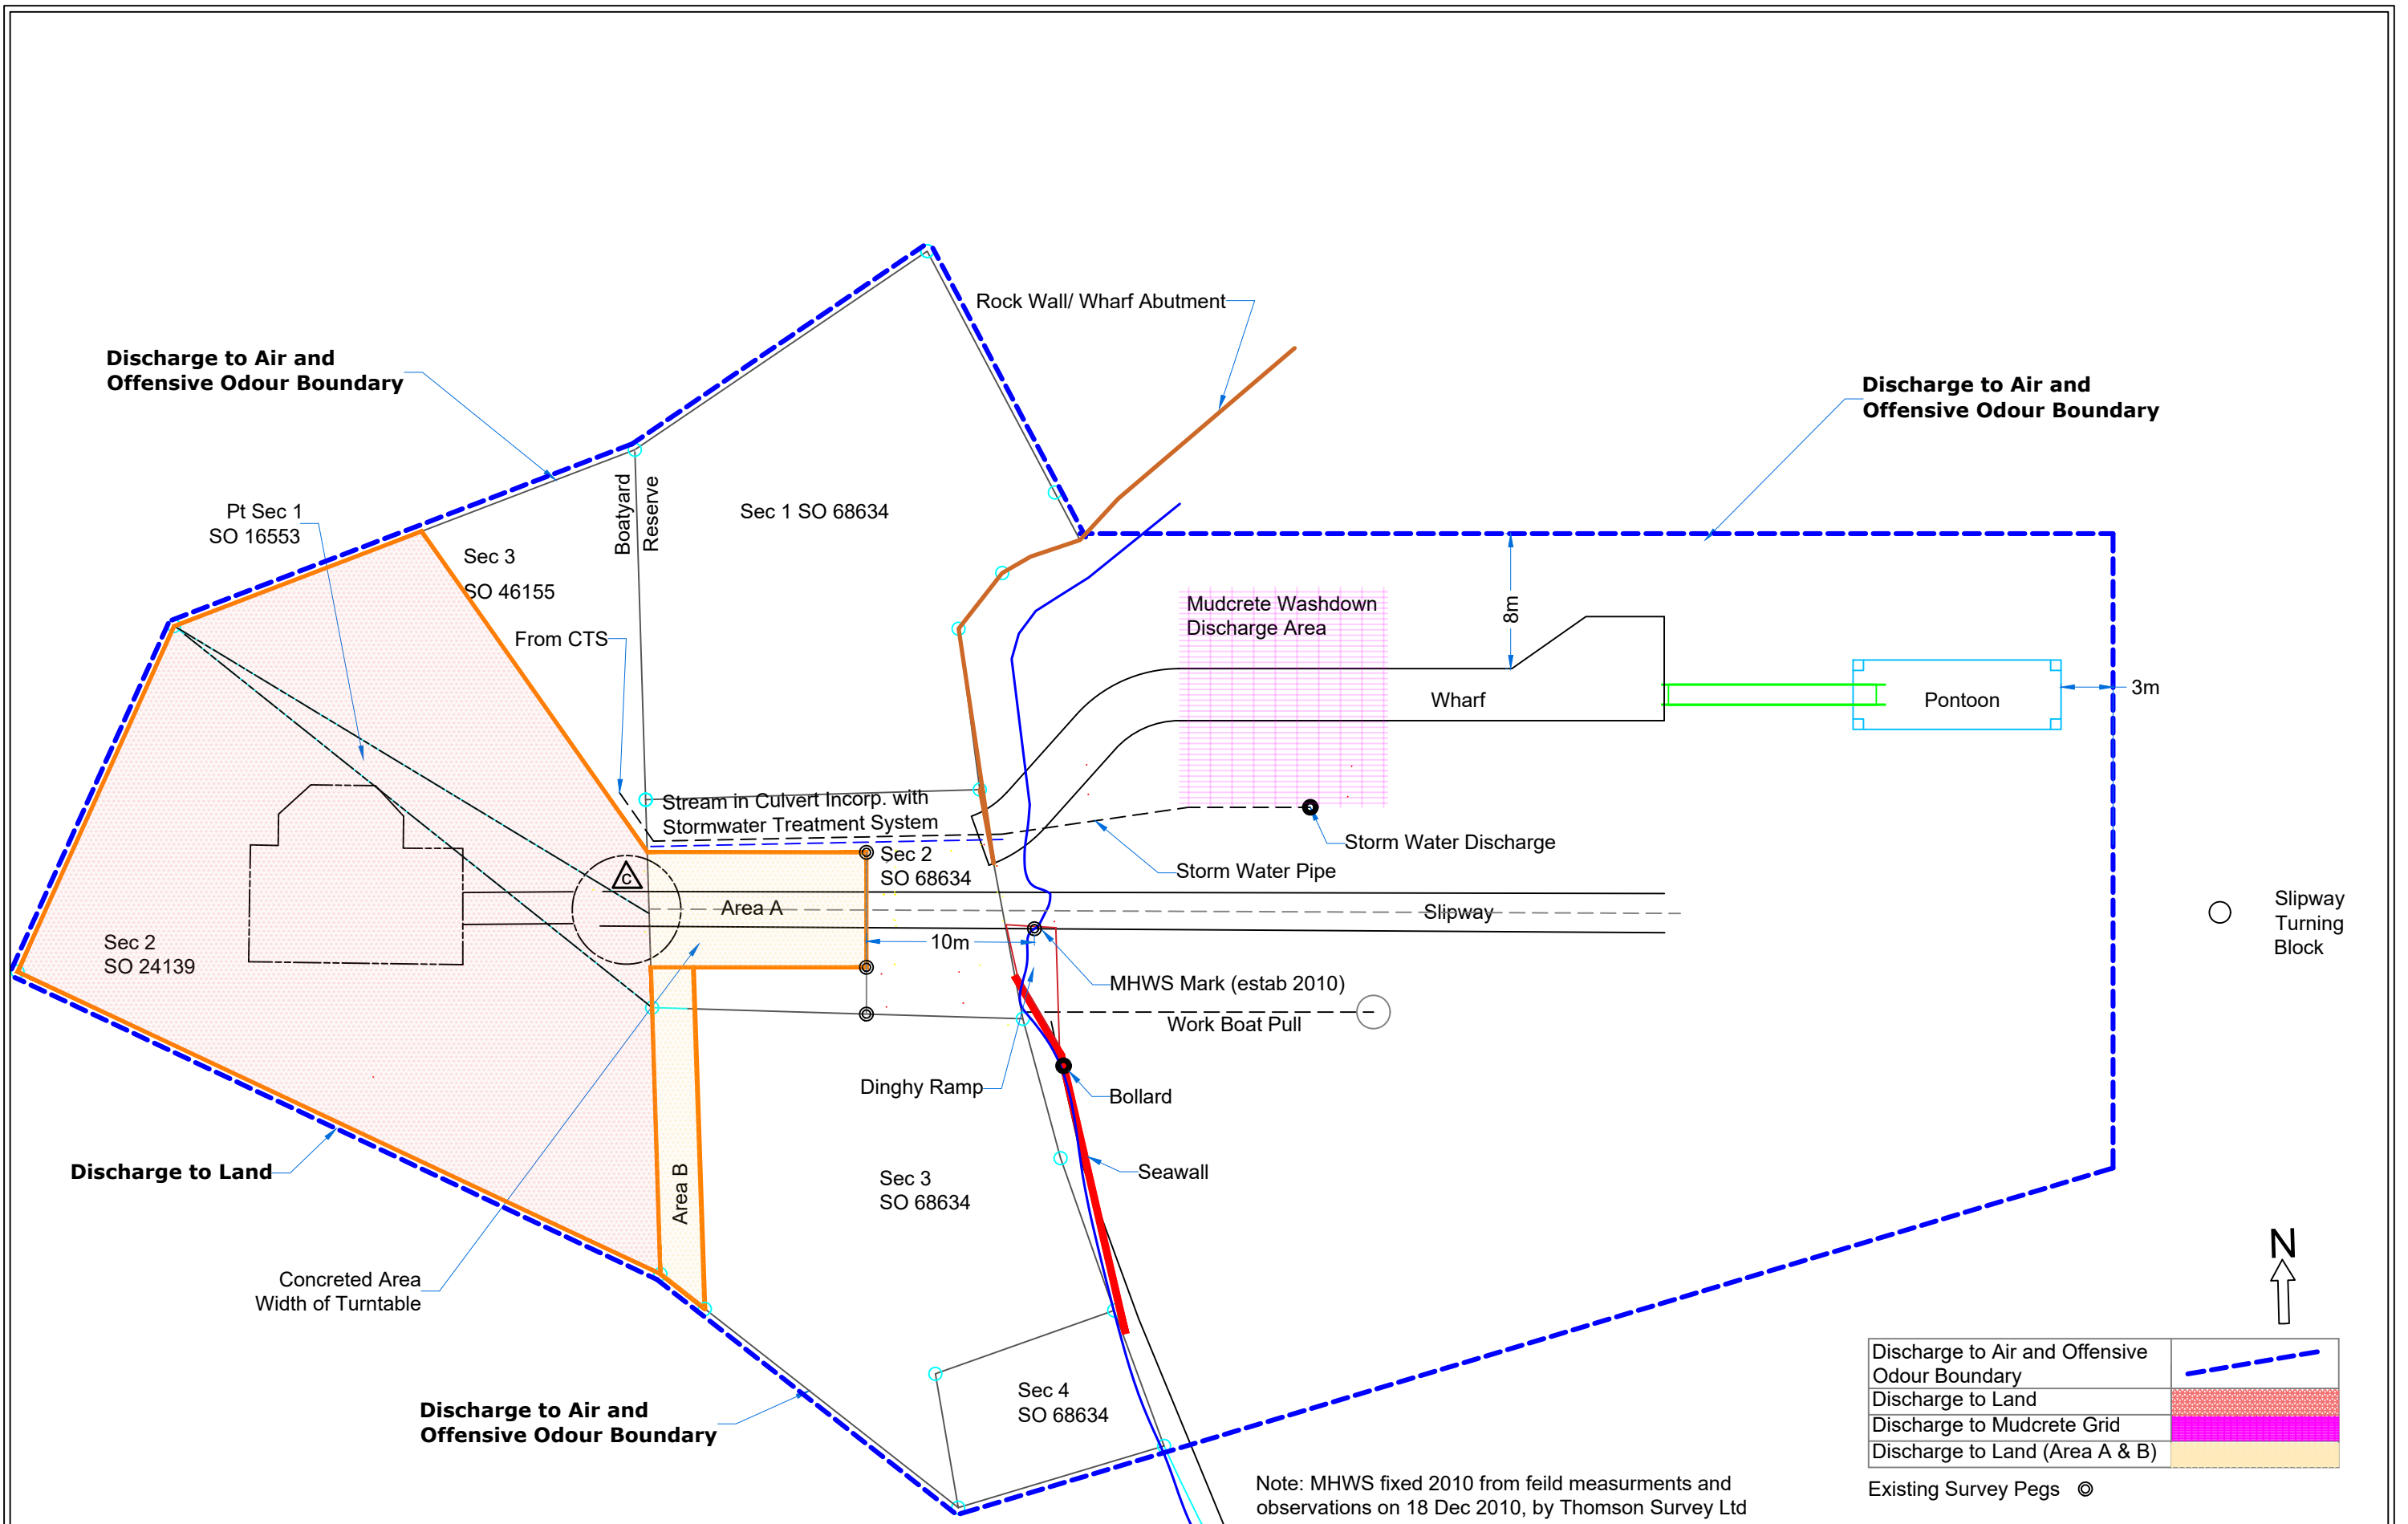 Rock Wall/ Wharf Abutment
Discharge to Air and
Offensive Odour Boundary
Discharge to Air and
Offensive Odour Boundary
Pt Sec 1
SO 16553
Boatyard
Reserve
Sec 1 SO 68634
Sec 3
SO 46155
From CTS
Mudcrete Washdown
Discharge Area
8m
Wharf
Pontoon
3m
Stream in Culvert Incorp. with
Stormwater Treatment System
Storm Water Discharge
Storm Water Pipe
Sec 2
SO 68634
C
Area A
Slipway
Slipway
Turning
Block
10m
Sec 2
SO 24139
MHWS Mark (estab 2010)
Work Boat Pull
Dinghy Ramp
Bollard
Discharge to Land
Area B
Sec 3
SO 68634
Seawall
Concreted Area
Width of Turntable
N
Discharge to Air and
Offensive Odour Boundary
Sec 4
SO 68634
Discharge to Air and Offensive
Odour Boundary
Discharge to Land
Discharge to Mudcrete Grid
Discharge to Land (Area A & B)
Existing Survey Pegs
Note: MHWS fixed 2010 from feild measurments and
observations on 18 Dec 2010, by Thomson Survey Ltd